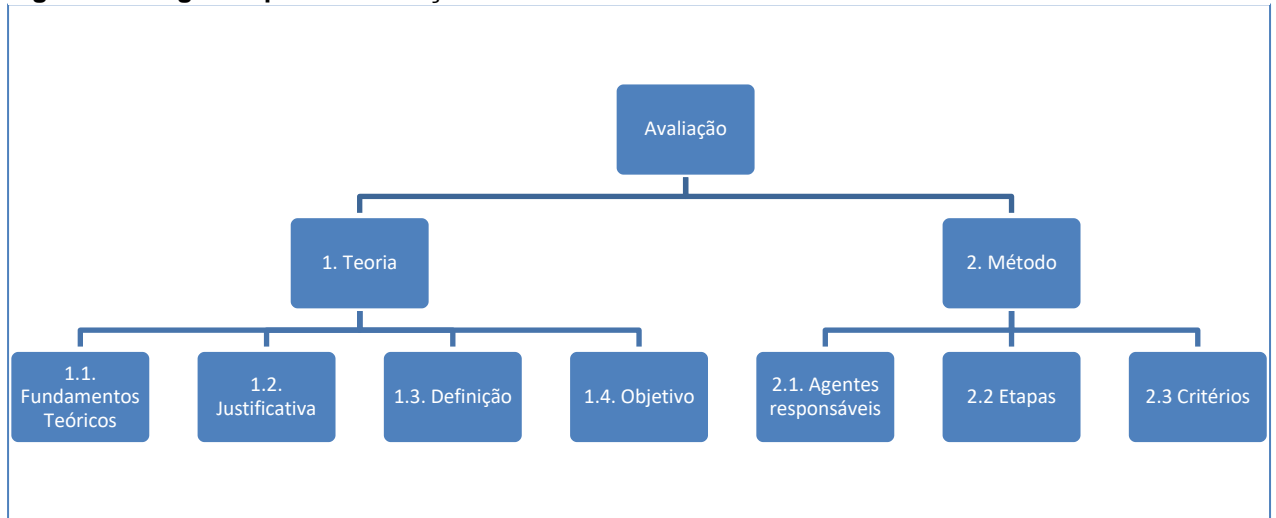 Avaliação
1. Teoria
2. Método
1.1.
Fundamentos
Teóricos
1.2.
Justificativa
1.3. Definição
1.4. Objetivo
2.1. Agentes
responsáveis
2.2 Etapas
2.3 Critérios